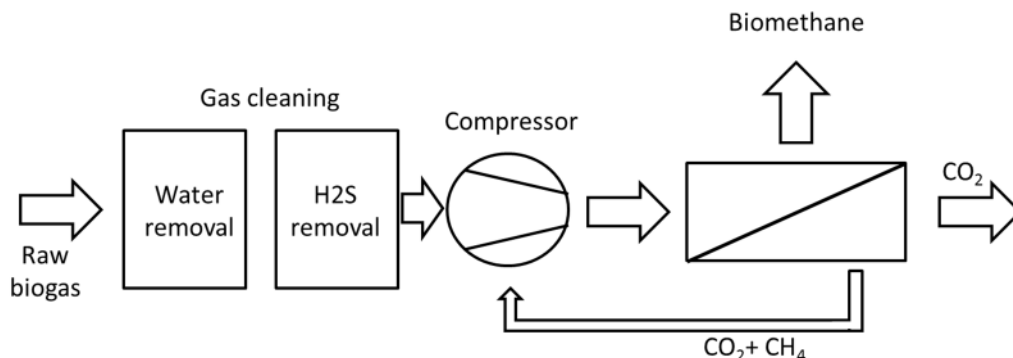 Biomethane
Gas cleaning
Compressor
Water
removal
H2S
removal
CO₂
Raw
biogas
CO₂+ CH₄